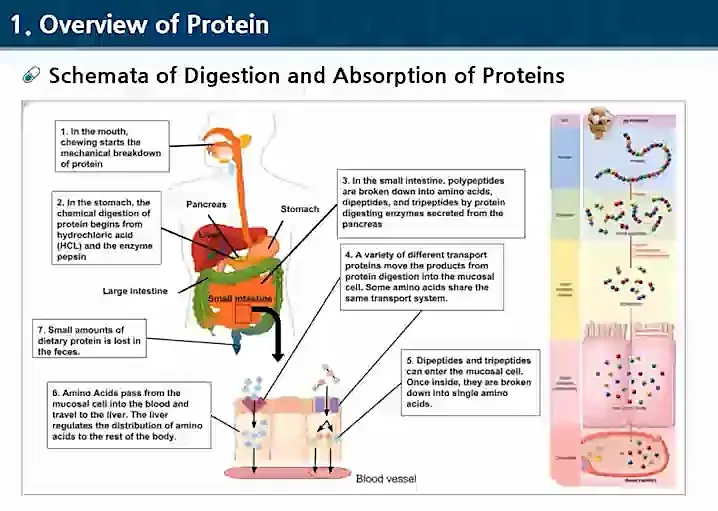 1. Overview of Protein
Schemata of Digestion and Absorption of Proteins
1. In the mouth,
chewing starts the
mechanical breakdown
of protein
2. In the stomach, the
chemical digestion of
protein begins from
hydrochloric acid
(HCL) and the enzyme
pepsin
Pancreas
Stomach
Liver
Large intestine
Small intestine
3. In the small intestine, polypeptides
are broken down into amino acids,
dipeptides, and tripeptides by protein
digesting enzymes secreted from the
pancreas
4. A variety of different transport
proteins move the products from
protein digestion into the mucosal
cell. Some amino acids share the
same transport system.
7. Small amounts of
dietary protein is lost in
the feces.
5. Dipeptides and tripeptides
can enter the mucosal cell.
Once inside, they are broken
down into single amino
acids.
6. Amino Acids pass from the
mucosal cell into the blood and
travel to the liver. The liver
regulates the distribution of amino
acids to the rest of the body.
Blood vessel